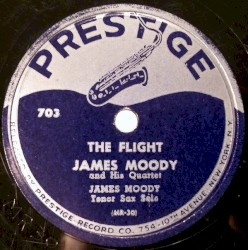 PRESTIGE
703
THE FLIGHT
JAMES MOODY
and His Quartet
JAMES MOODY
Tenor Sax Solo
(MR-30)
BY PRESTIGE RECORD CO. 754-10TH AVENUE, NEW YORK, N.Y.